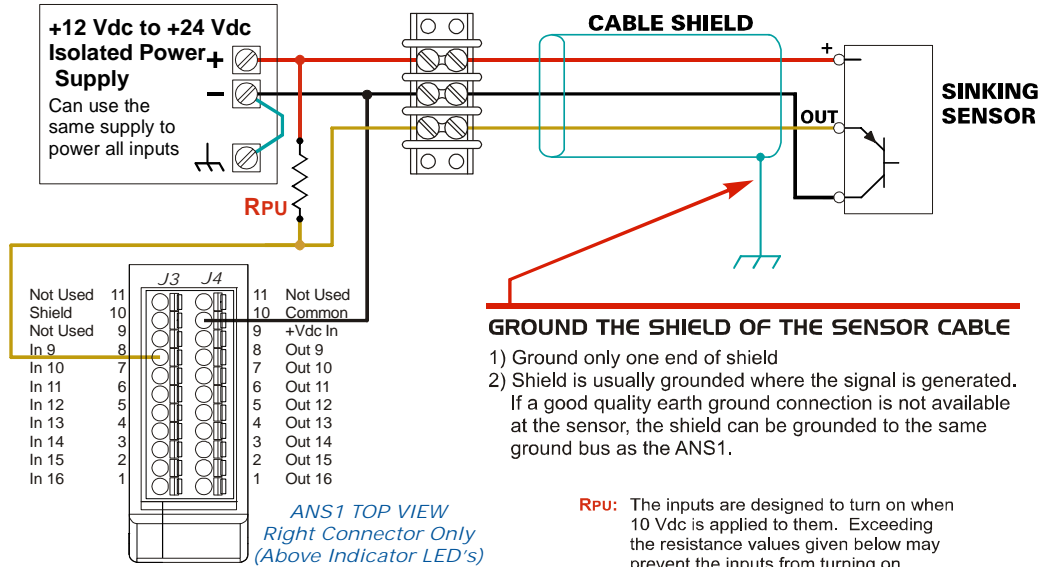 +12 Vdc to +24 Vdc
Isolated Power
Supply
Can use the
same supply to
power all inputs
+
−
RPU
CABLE SHIELD
+
OUT
SINKING
SENSOR
J3 J4
Not Used 11 11 Not Used
Shield 10 10 Common
Not Used 9 9 +Vdc In
In 9 8 8 Out 9
In 10 7 7 Out 10
In 11 6 6 Out 11
In 12 5 5 Out 12
In 13 4 4 Out 13
In 14 3 3 Out 14
In 15 2 2 Out 15
In 16 1 1 Out 16
ANS1 TOP VIEW
Right Connector Only
(Above Indicator LED's)
GROUND THE SHIELD OF THE SENSOR CABLE
1) Ground only one end of shield
2) Shield is usually grounded where the signal is generated.
If a good quality earth ground connection is not available
at the sensor, the shield can be grounded to the same
ground bus as the ANS1.
RPU: The inputs are designed to turn on when
10 Vdc is applied to them. Exceeding
the resistance values given below may
prevent the inputs from turning on